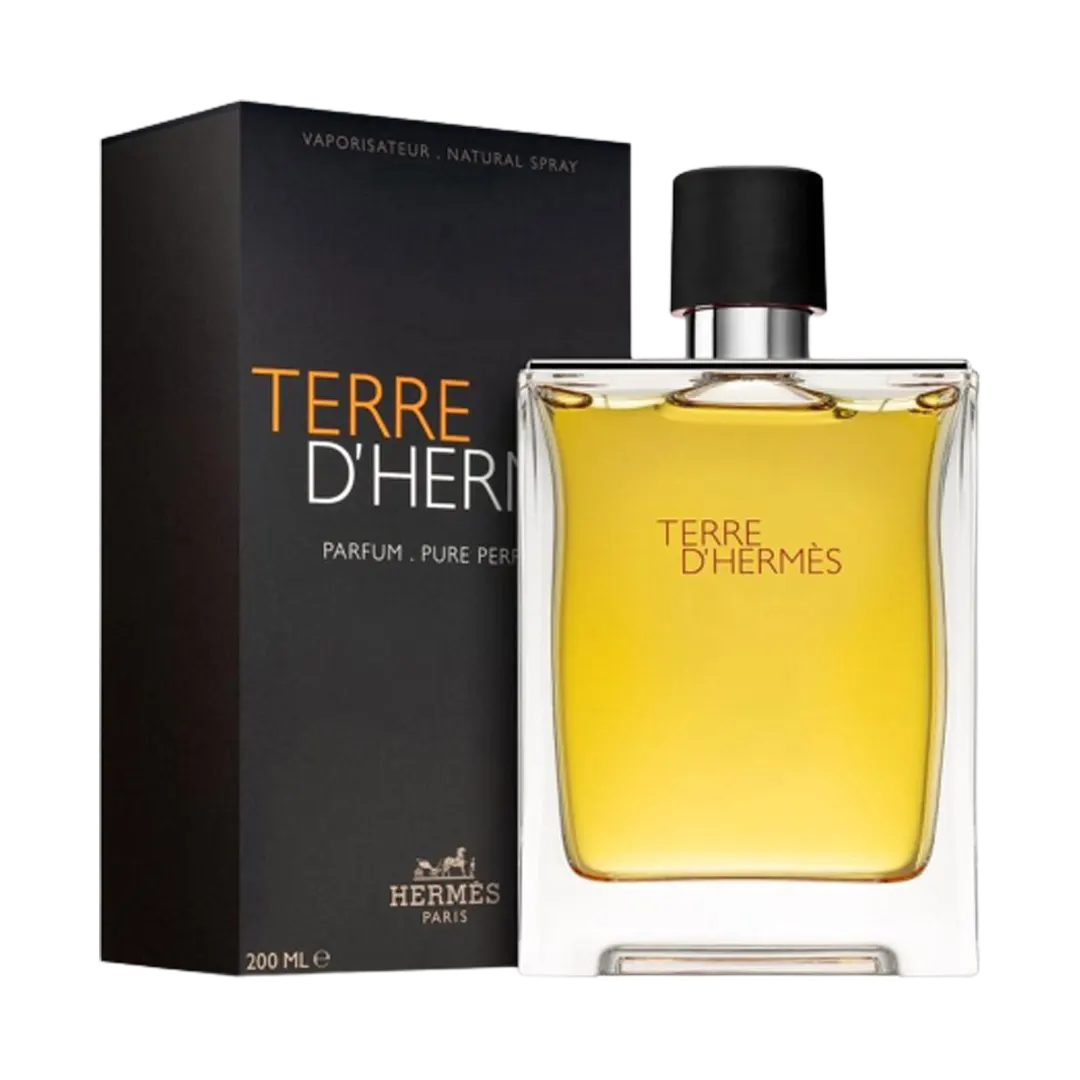 VAPORISATEUR . NATURAL SPRAY
TERRE
D'HERM
PARFUM . PURE PERF
HERMÈS
PARIS
200 ML ℮
TERRE
D'HERMÈS